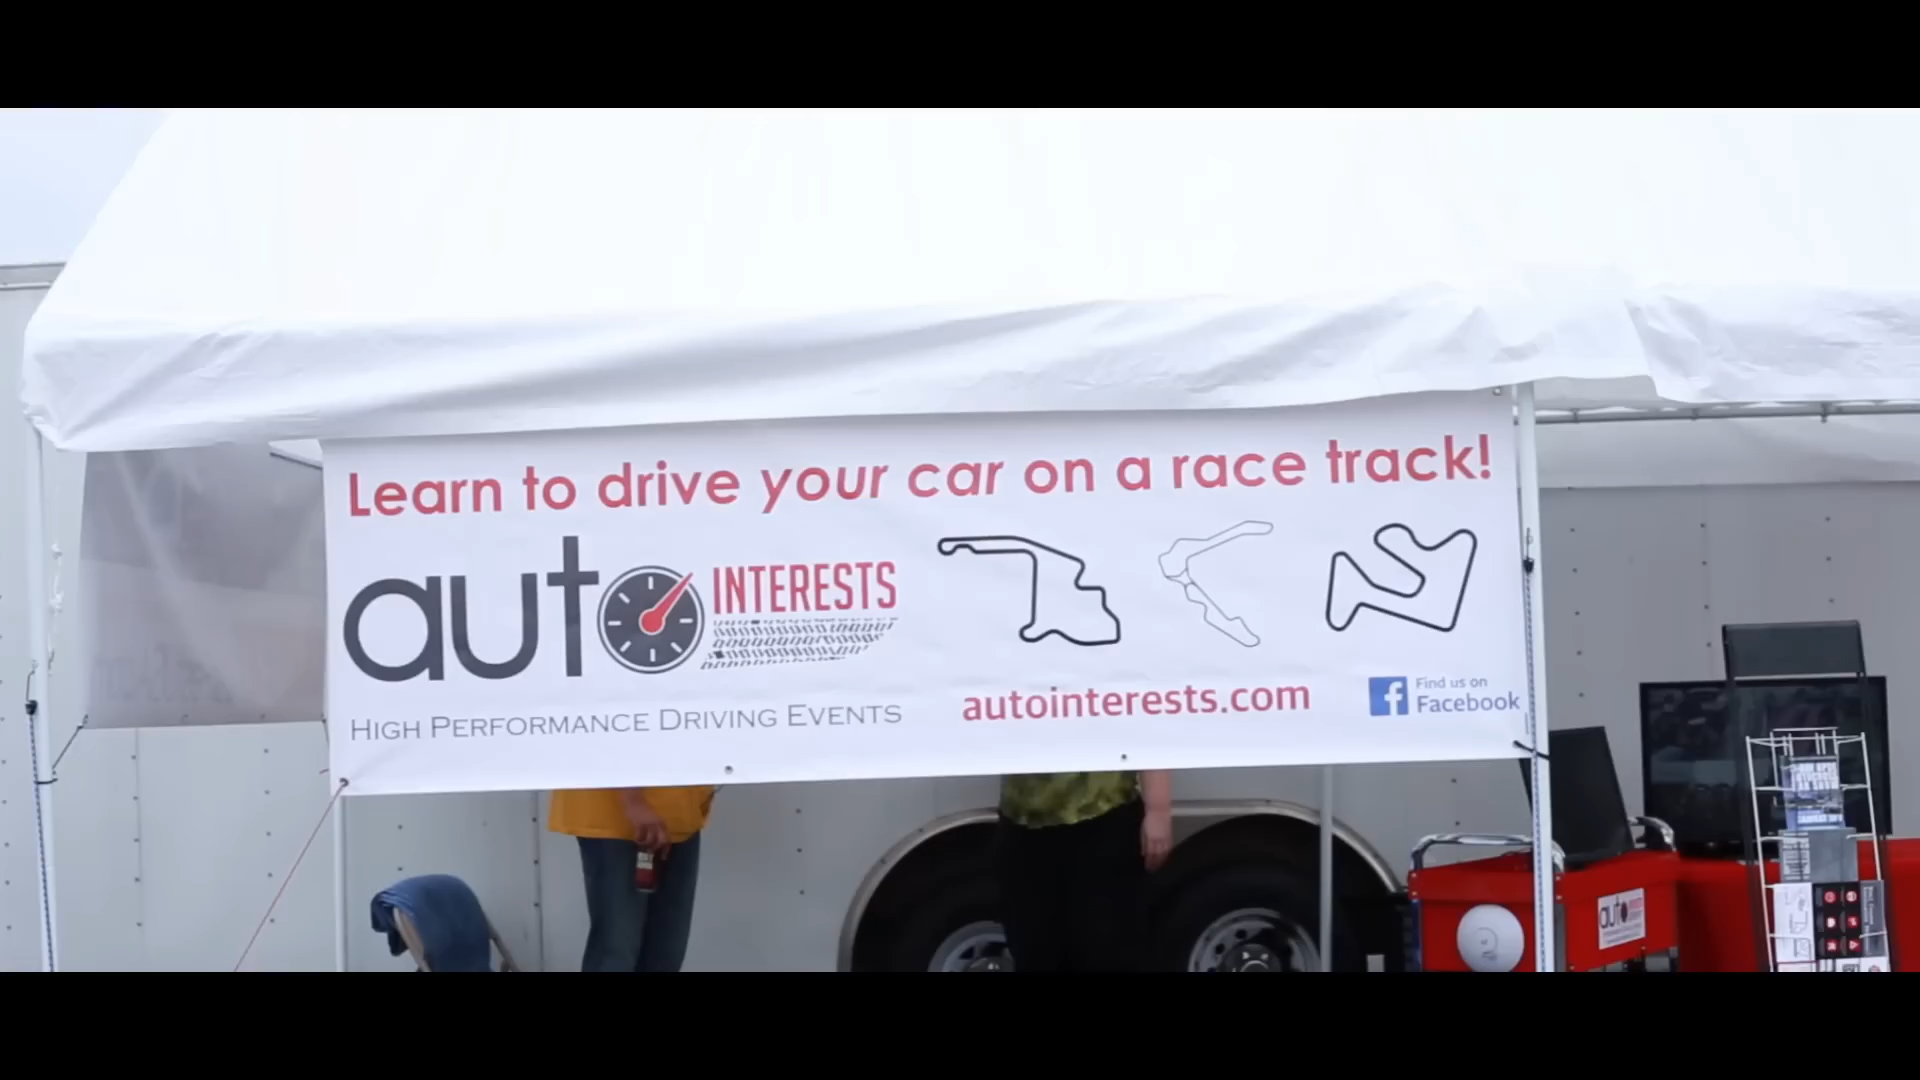 Learn to drive your car on a race track!
auto INTERESTS
HIGH PERFORMANCE DRIVING EVENTS
autointerests.com
f Find us on
Facebook
auto